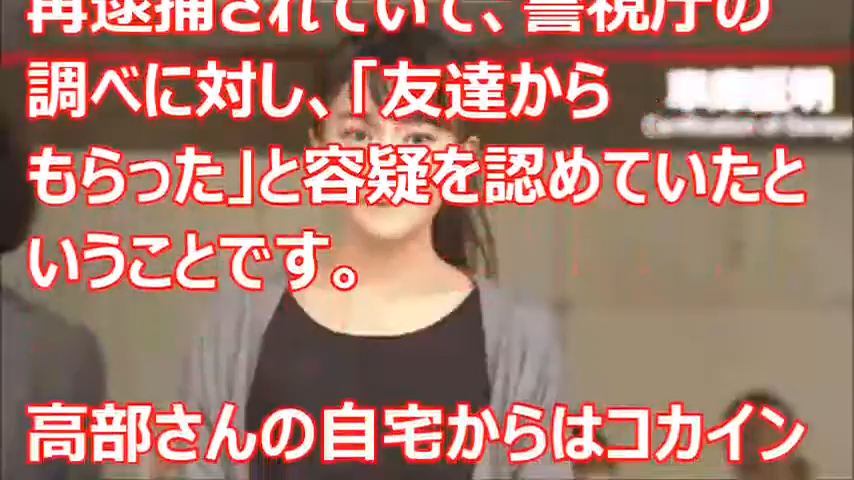 再逮捕されていて、警視庁の
調べに対し、「友達から
もらった」と容疑を認めていたと
いうことです。
高部さんの自宅からはコカイン